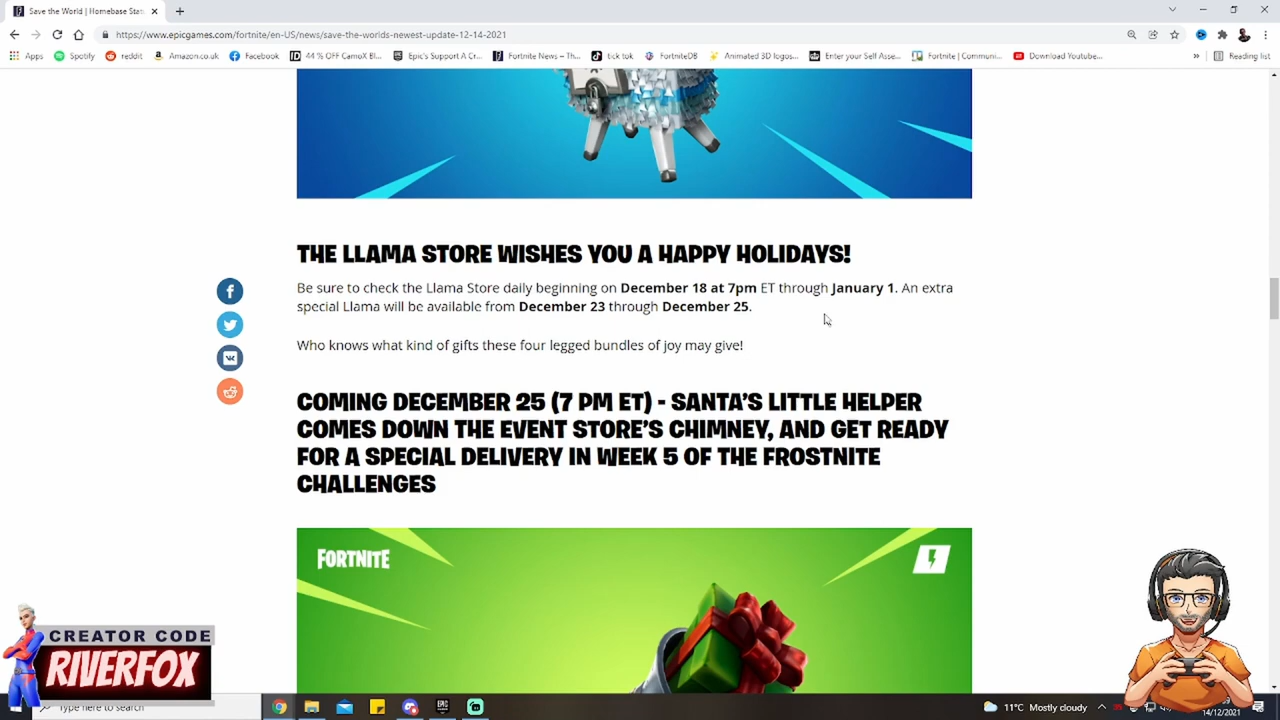 Save the World | Homebase Stat
https://www.epicgames.com/fortnite/en-US/news/save-the-worlds-newest-update-12-14-2021
Apps Spotify reddit Amazon.co.uk Facebook 44 % OFF CamoX Bl... Epic's Support A Cr... Fortnite News – Th... tick tok FortniteDB Animated 3D logos... Enter your Self Asse... Fortnite | Communi... Download Youtube... » Reading list
THE LLAMA STORE WISHES YOU A HAPPY HOLIDAYS!
Be sure to check the Llama Store daily beginning on December 18 at 7pm ET through January 1. An extra
special Llama will be available from December 23 through December 25.
Who knows what kind of gifts these four legged bundles of joy may give!
COMING DECEMBER 25 (7 PM ET) - SANTA'S LITTLE HELPER
COMES DOWN THE EVENT STORE'S CHIMNEY, AND GET READY
FOR A SPECIAL DELIVERY IN WEEK 5 OF THE FROSTNITE
CHALLENGES
FORTNITE
CREATOR CODE
RIVERFOX
Type here to search
11°C Mostly cloudy
14/12/2021